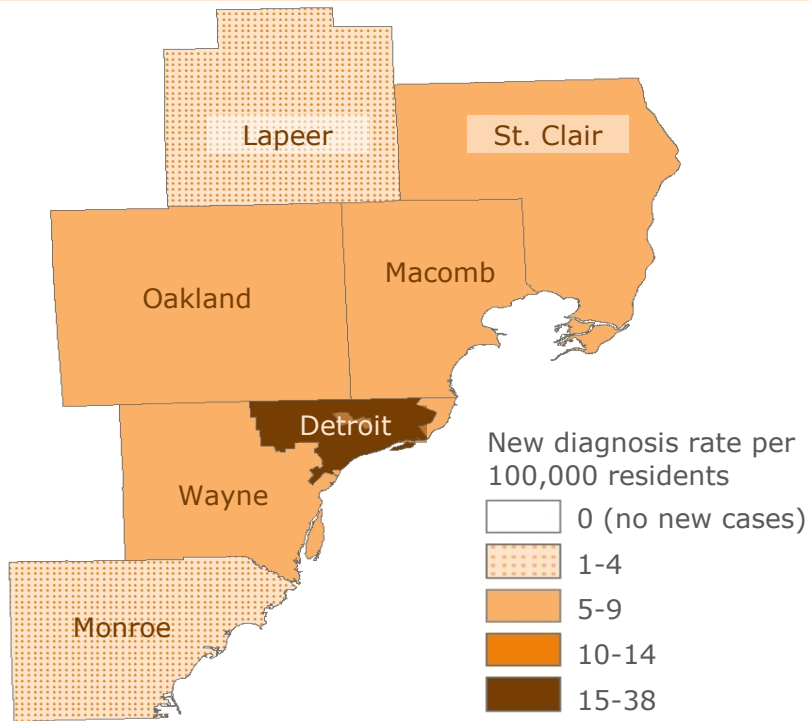 Lapeer
St. Clair
Oakland
Macomb
Detroit
Wayne
Monroe
New diagnosis rate per
100,000 residents
0 (no new cases)
1-4
5-9
10-14
15-38